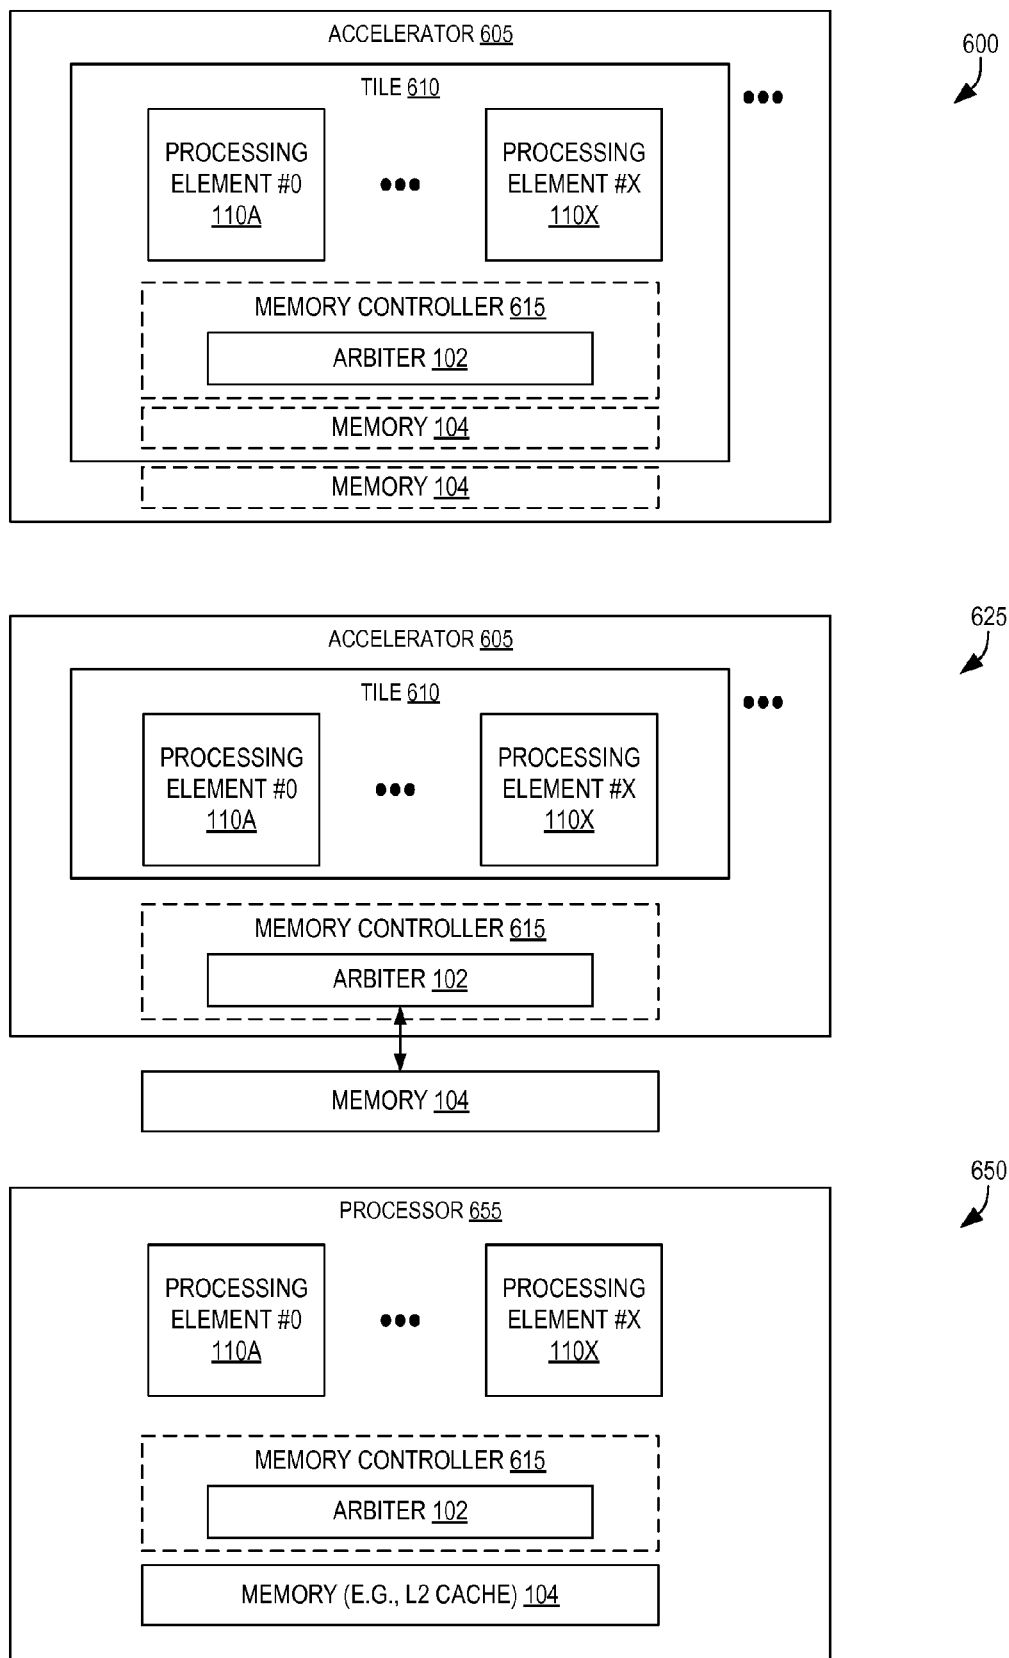 ACCELERATOR 605
600
TILE 610
PROCESSING
ELEMENT #0
110A
PROCESSING
ELEMENT #X
110X
MEMORY CONTROLLER 615
ARBITER 102
MEMORY 104
MEMORY 104
625
ACCELERATOR 605
TILE 610
PROCESSING
ELEMENT #0
110A
PROCESSING
ELEMENT #X
110X
MEMORY CONTROLLER 615
ARBITER 102
MEMORY 104
650
PROCESSOR 655
PROCESSING
ELEMENT #0
110A
PROCESSING
ELEMENT #X
110X
MEMORY CONTROLLER 615
ARBITER 102
MEMORY (E.G., L2 CACHE) 104